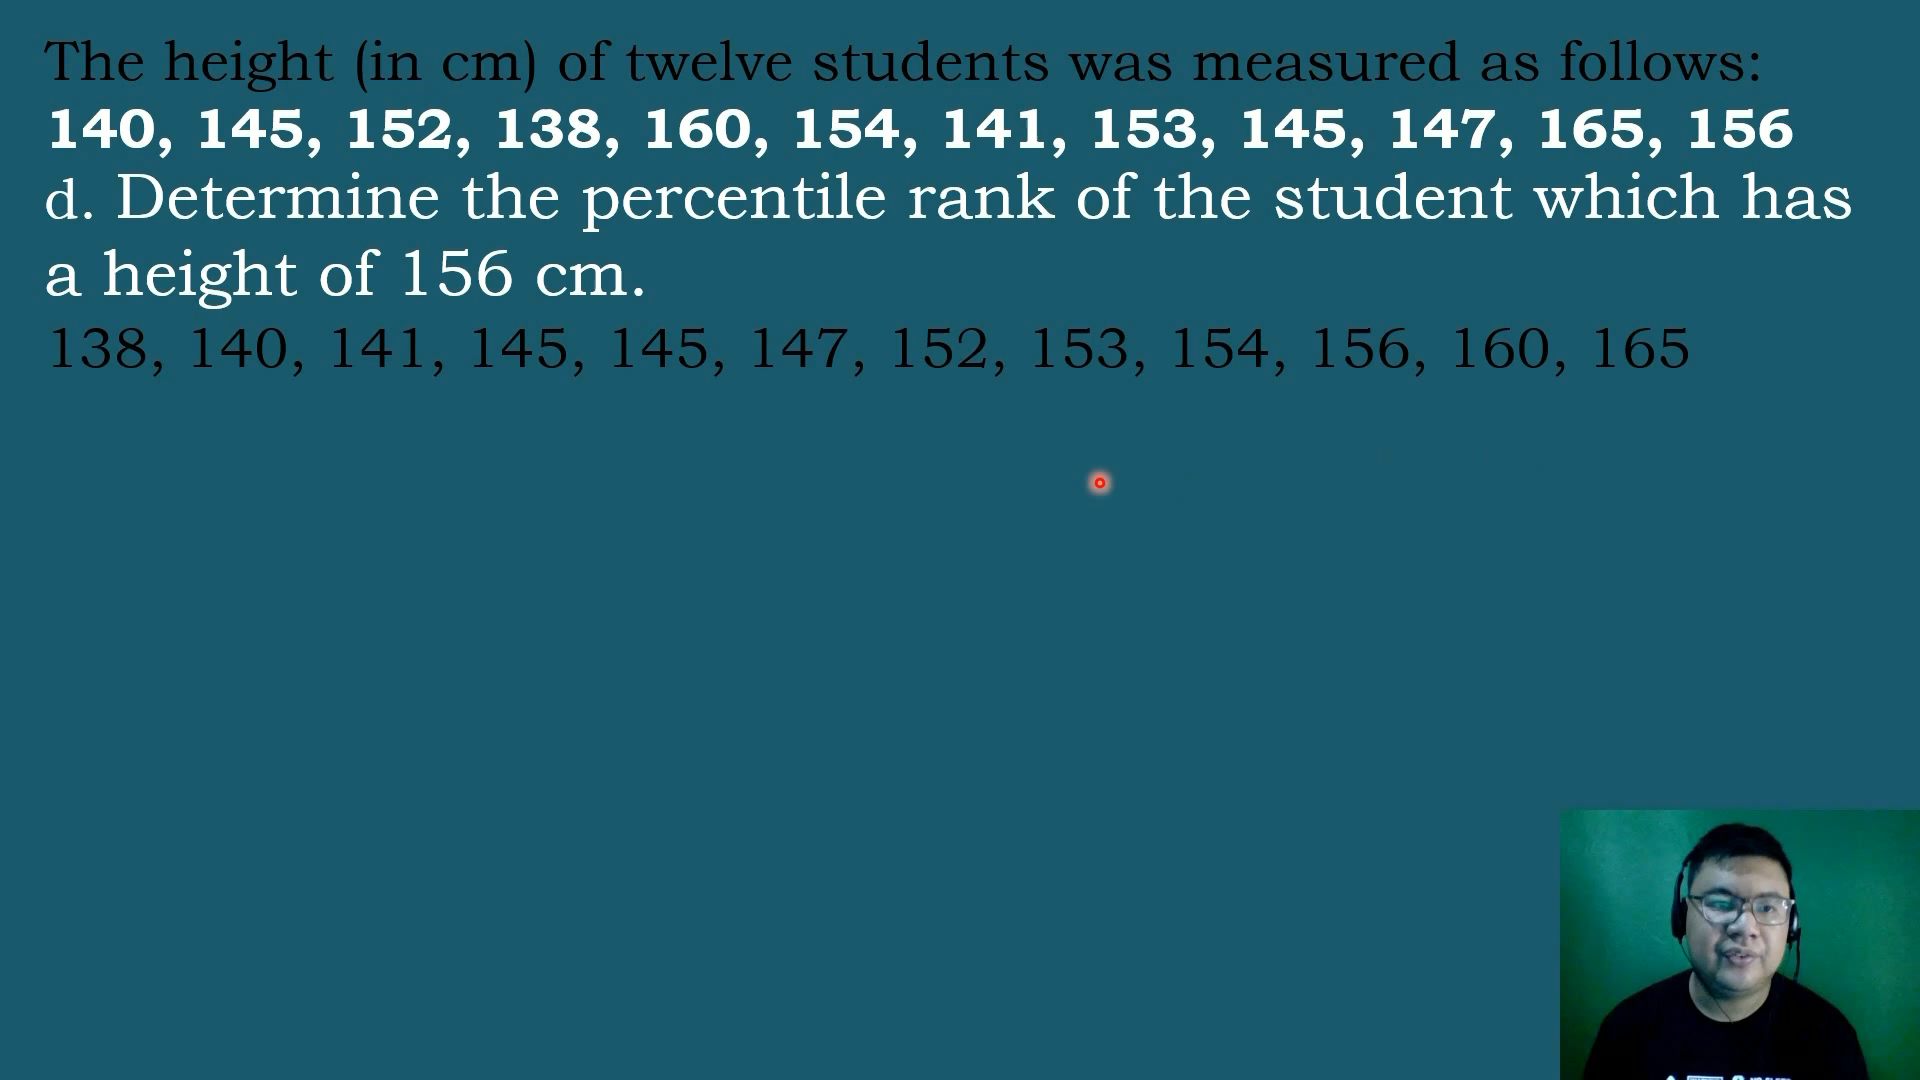 The height (in cm) of twelve students was measured as follows:
140, 145, 152, 138, 160, 154, 141, 153, 145, 147, 165, 156
d. Determine the percentile rank of the student which has
a height of 156 cm.
138, 140, 141, 145, 145, 147, 152, 153, 154, 156, 160, 165